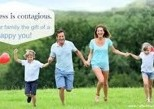 ess is contagious.
r family the gift of a
appy you!